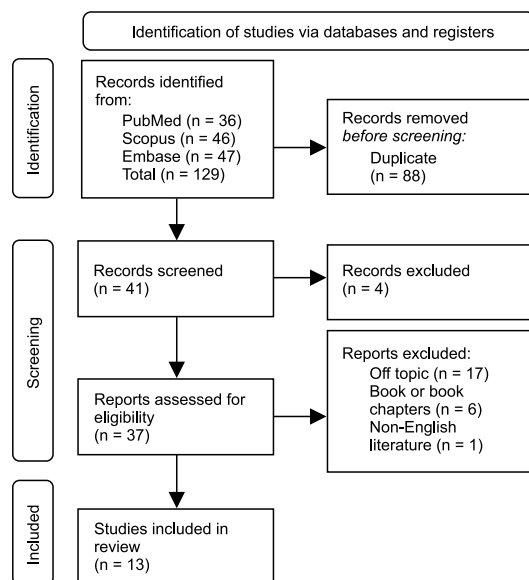 Identification of studies via databases and registers
Identification
Records identified
from:
PubMed (n = 36)
Scopus (n = 46)
Embase (n = 47)
Total (n = 129)
Records removed
before screening:
Duplicate
(n = 88)
Screening
Records screened
(n = 41)
Records excluded
(n = 4)
Reports assessed for
eligibility
(n = 37)
Reports excluded:
Off topic (n = 17)
Book or book
chapters (n = 6)
Non-English
literature (n = 1)
Included
Studies included in
review
(n = 13)